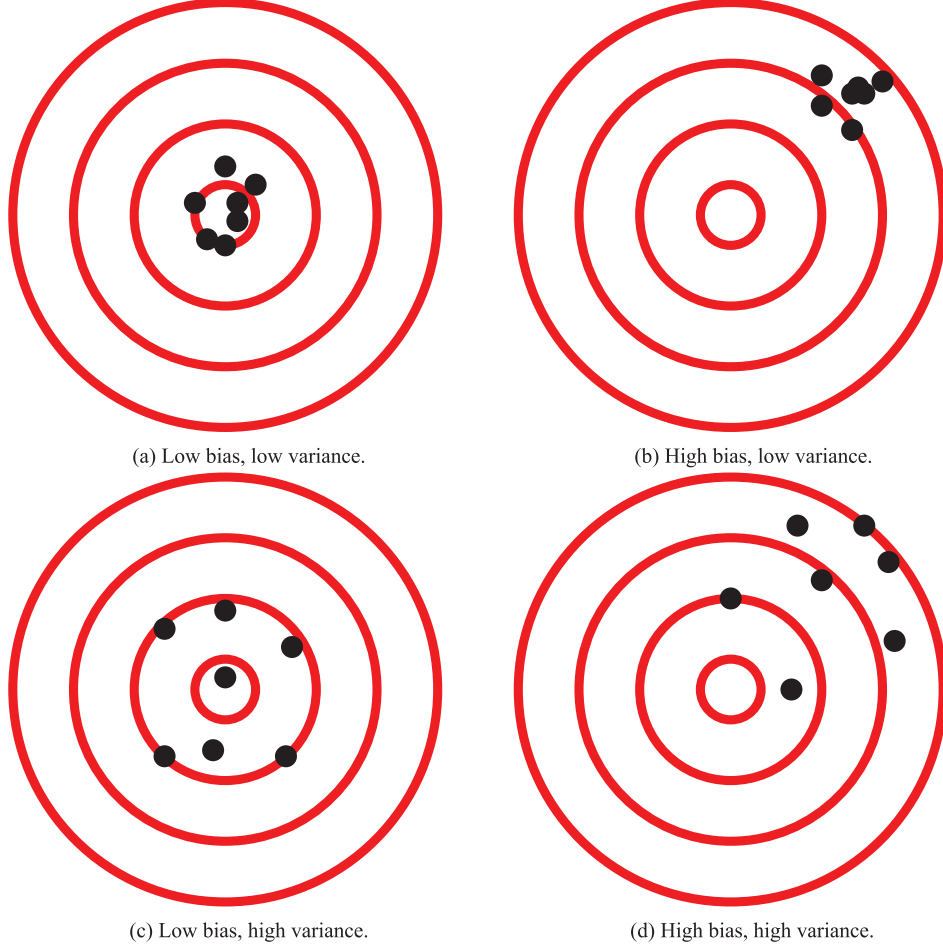 (a) Low bias, low variance.
(b) High bias, low variance.
(c) Low bias, high variance.
(d) High bias, high variance.